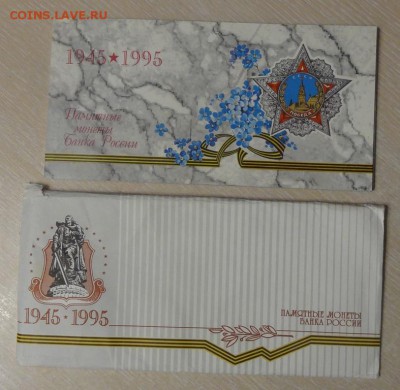 COINS.LAVE.RU
1945★1995
Памятные
монеты
Банка России
1945·1995
ПАМЯТНЫЕ МОНЕТЫ
БАНКА РОССИИ